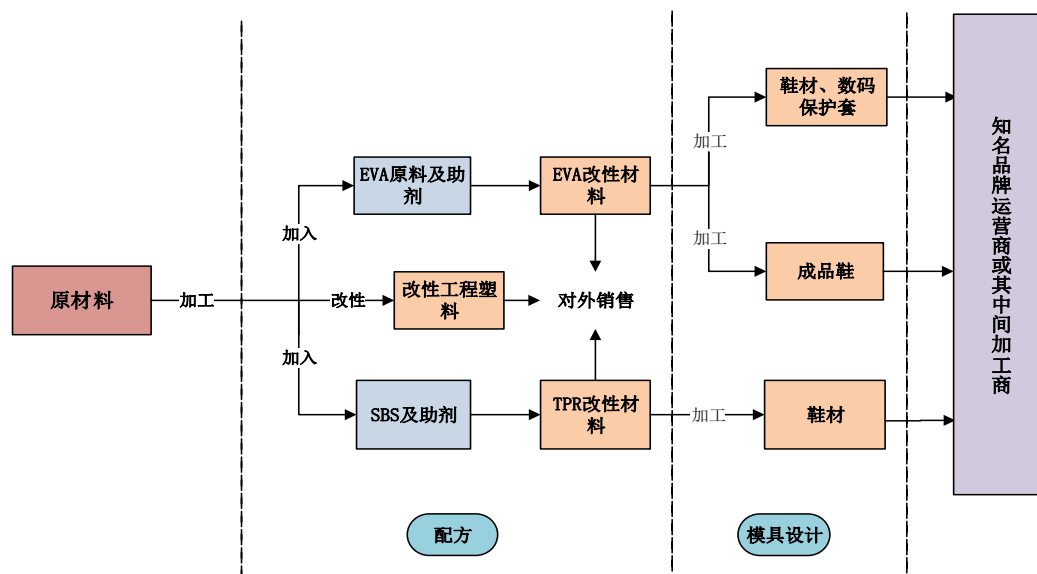 原材料
加工
加入
改性
加入
EVA原料及助
剂
改性工程塑
料
SBS及助剂
EVA改性材
料
对外销售
TPR改性材
料
配方
加工
加工
加工
鞋材、数码
保护套
成品鞋
鞋材
模具设计
知名品牌运营商或其中间加工商